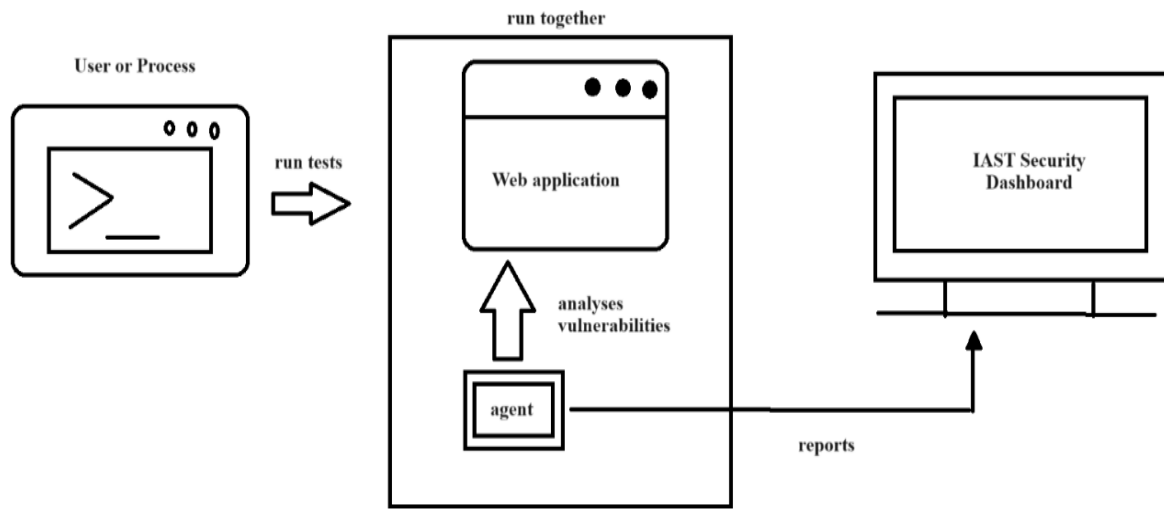 run together
User or Process
run tests
Web application
IAST Security
Dashboard
analyses
vulnerabilities
agent
reports